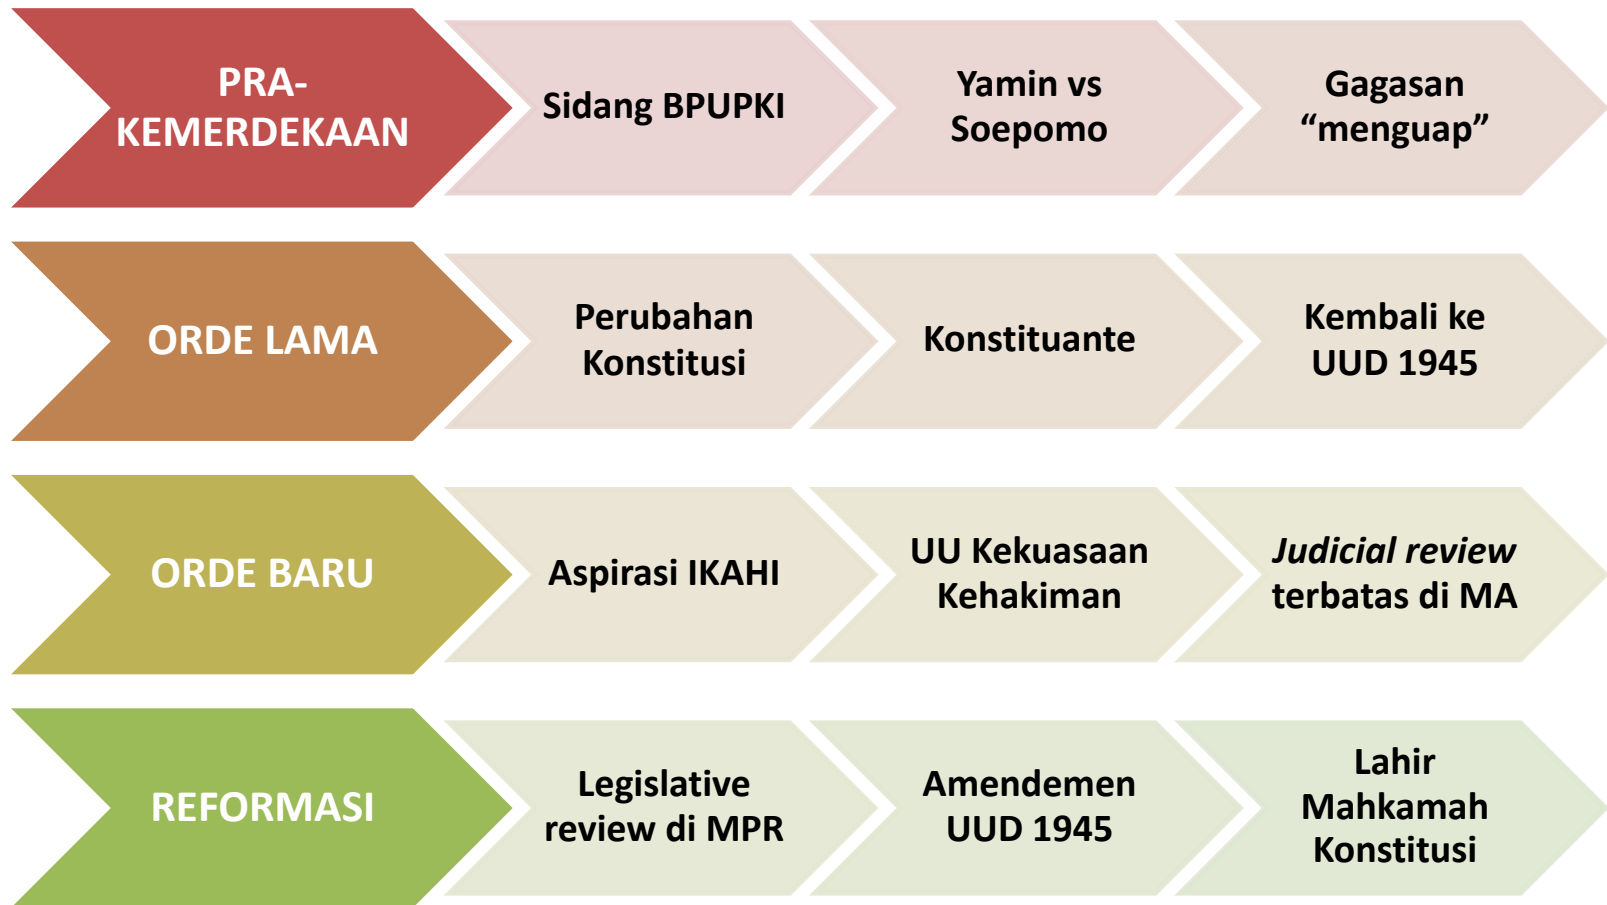 PRA-
KEMERDEKAAN
Sidang BPUPKI
Yamin vs
Soepomo
Gagasan
“menguap”
ORDE LAMA
Perubahan
Konstitusi
Konstituante
Kembali ke
UUD 1945
ORDE BARU
Aspirasi IKAHI
UU Kekuasaan
Kehakiman
Judicial review
terbatas di MA
REFORMASI
Legislative
review di MPR
Amendemen
UUD 1945
Lahir
Mahkamah
Konstitusi